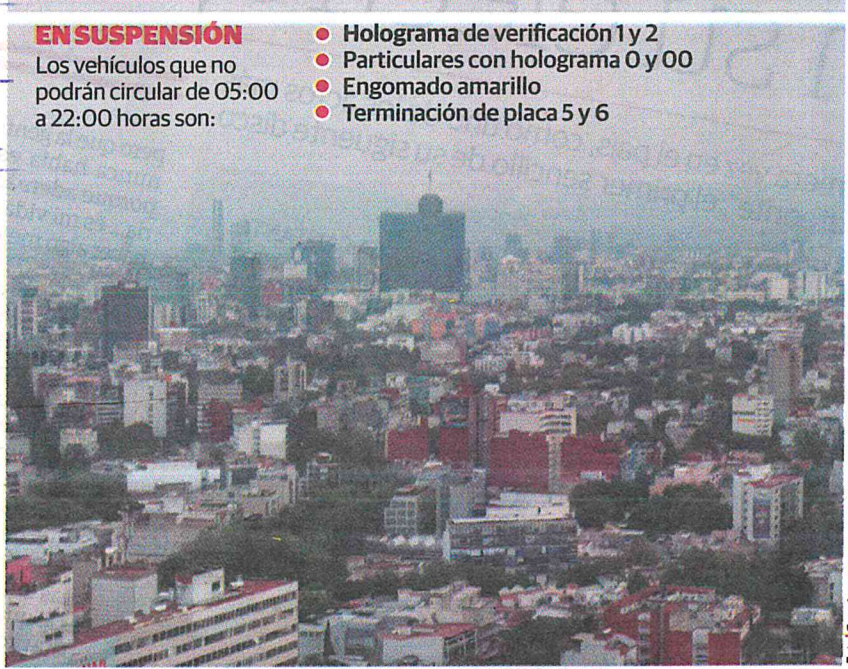 EN SUSPENSIÓN
Los vehículos que no
podrán circular de 05:00
a 22:00 horas son:
• Holograma de verificación 1 y 2
• Particulares con holograma 0 y 00
• Engomado amarillo
• Terminación de placa 5 y 6